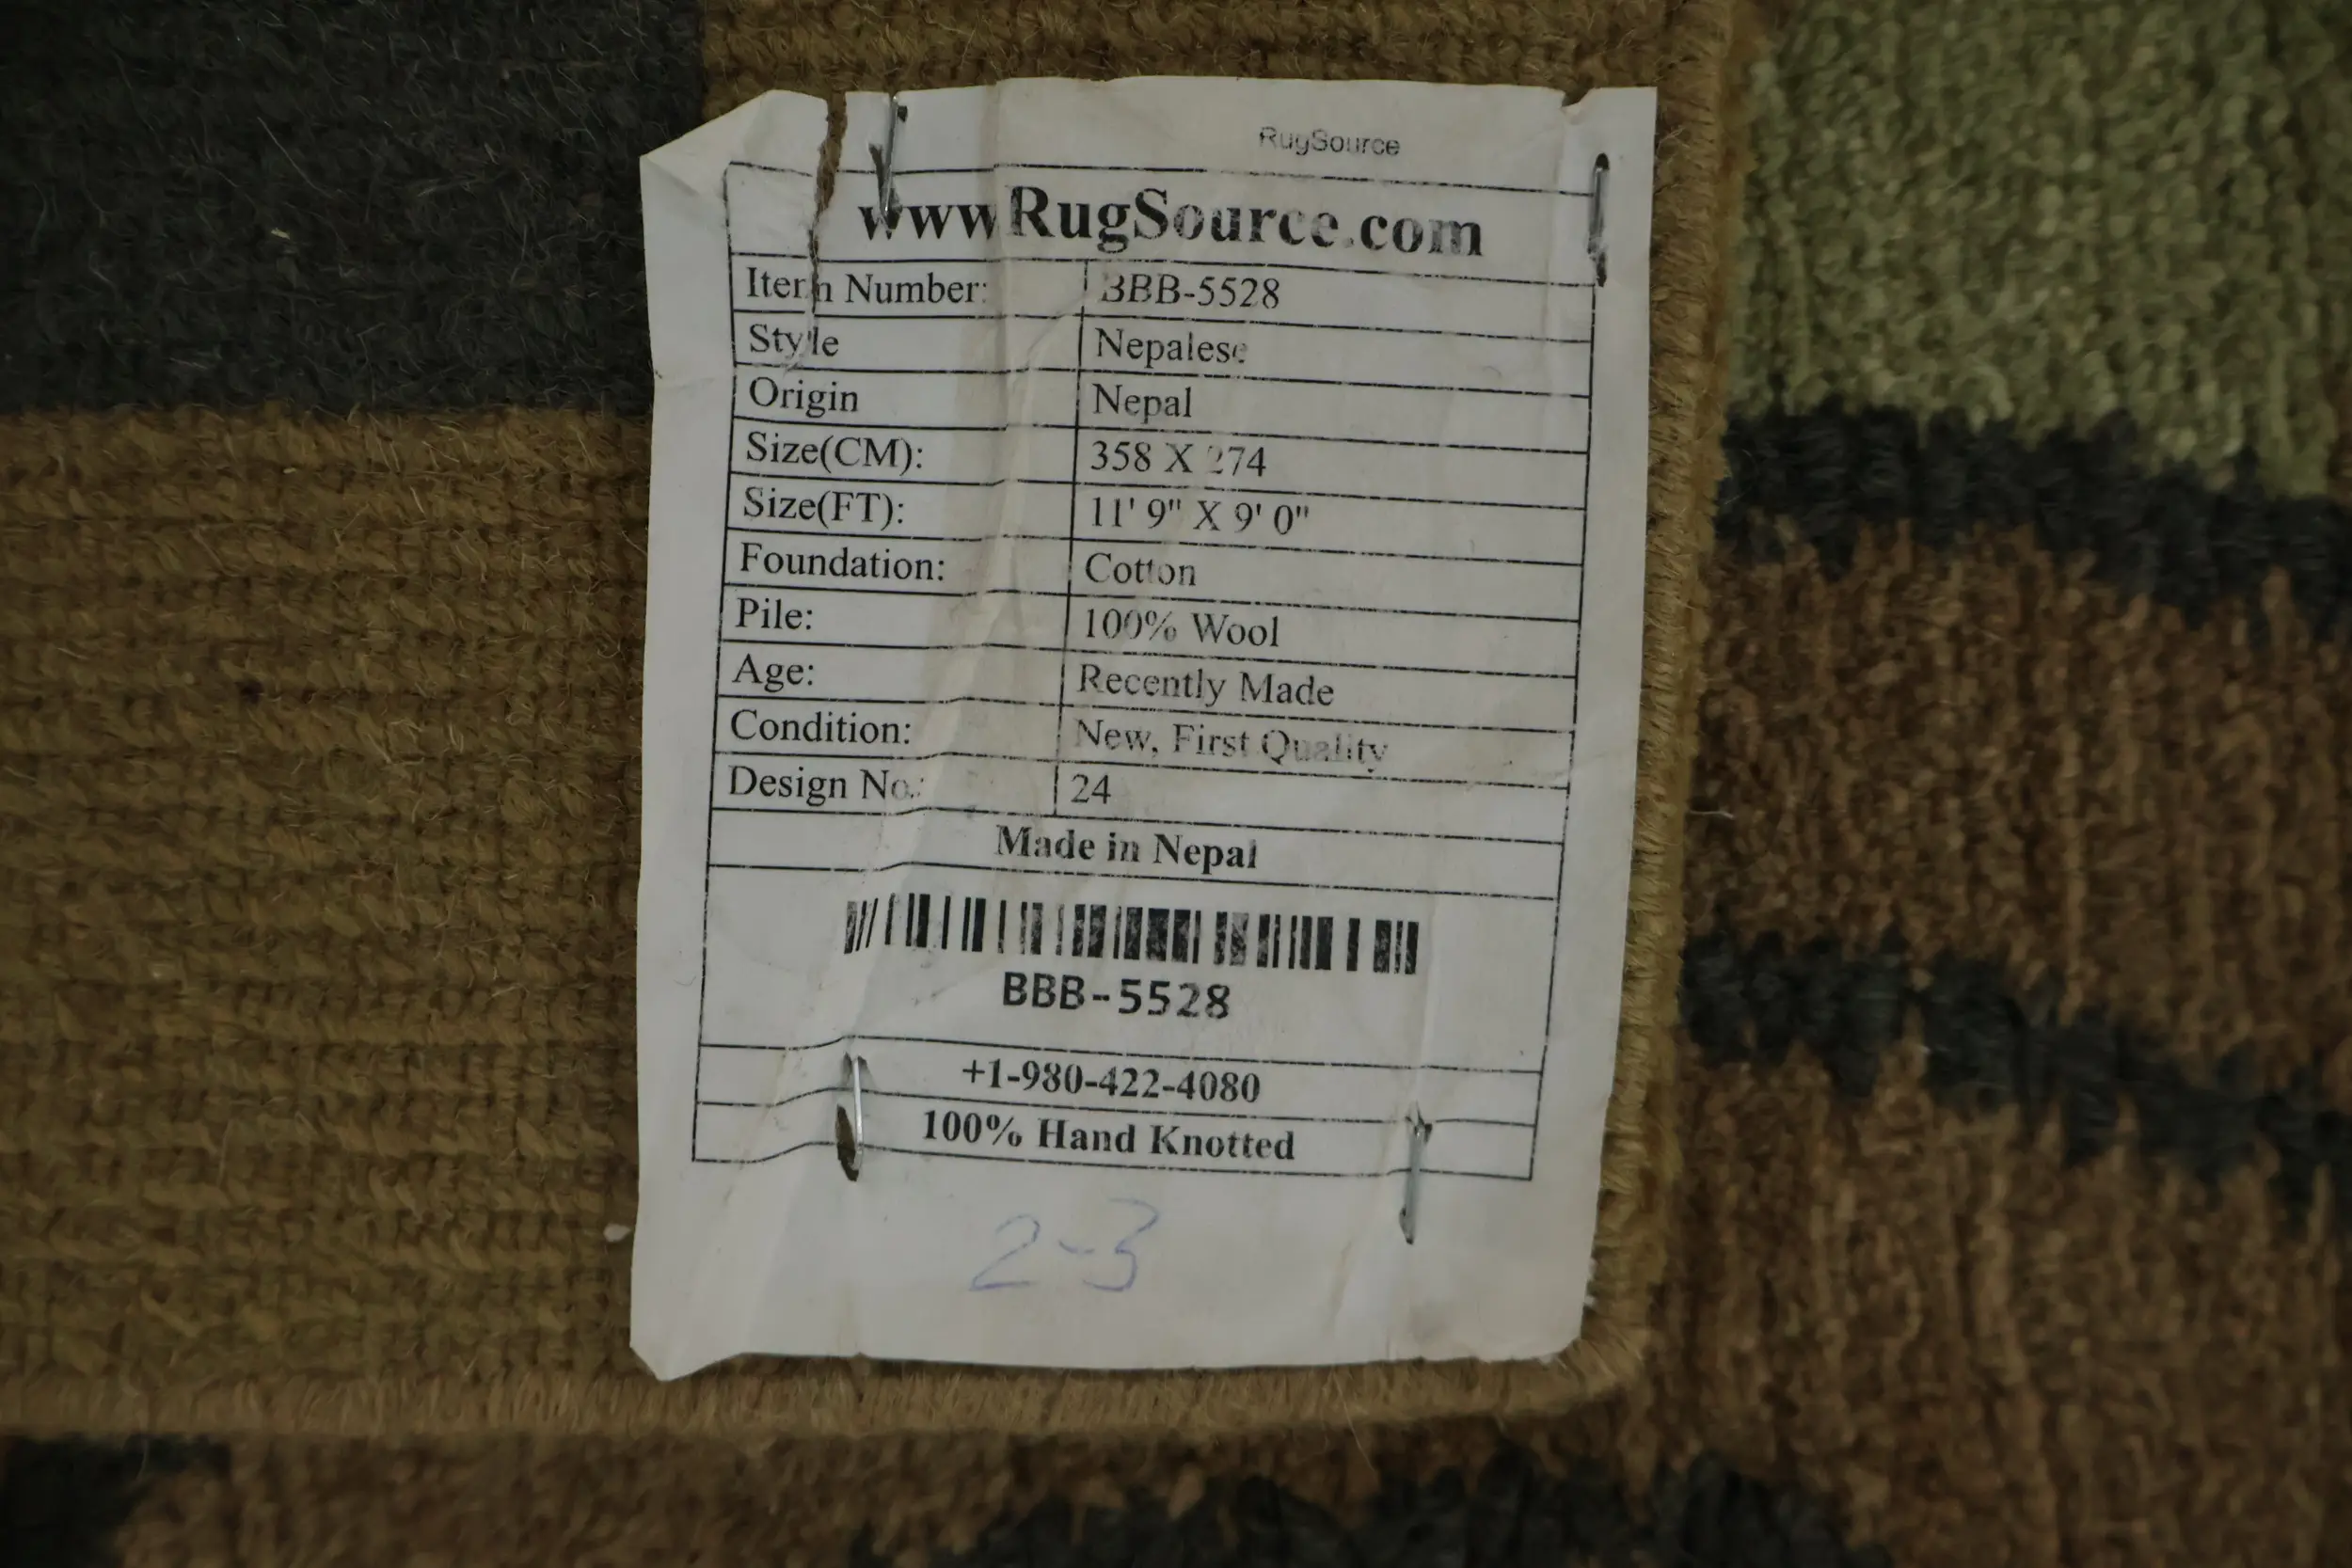 RugSource
www.RugSource.com
Item Number: BBB-5528
Style Nepalese
Origin Nepal
Size(CM): 358 X 274
Size(FT): 11' 9" X 9' 0"
Foundation: Cotton
Pile: 100% Wool
Age: Recently Made
Condition: New, First Quality
Design No.: 24
Made in Nepal
BBB-5528
+1-980-422-4080
100% Hand Knotted
2-3